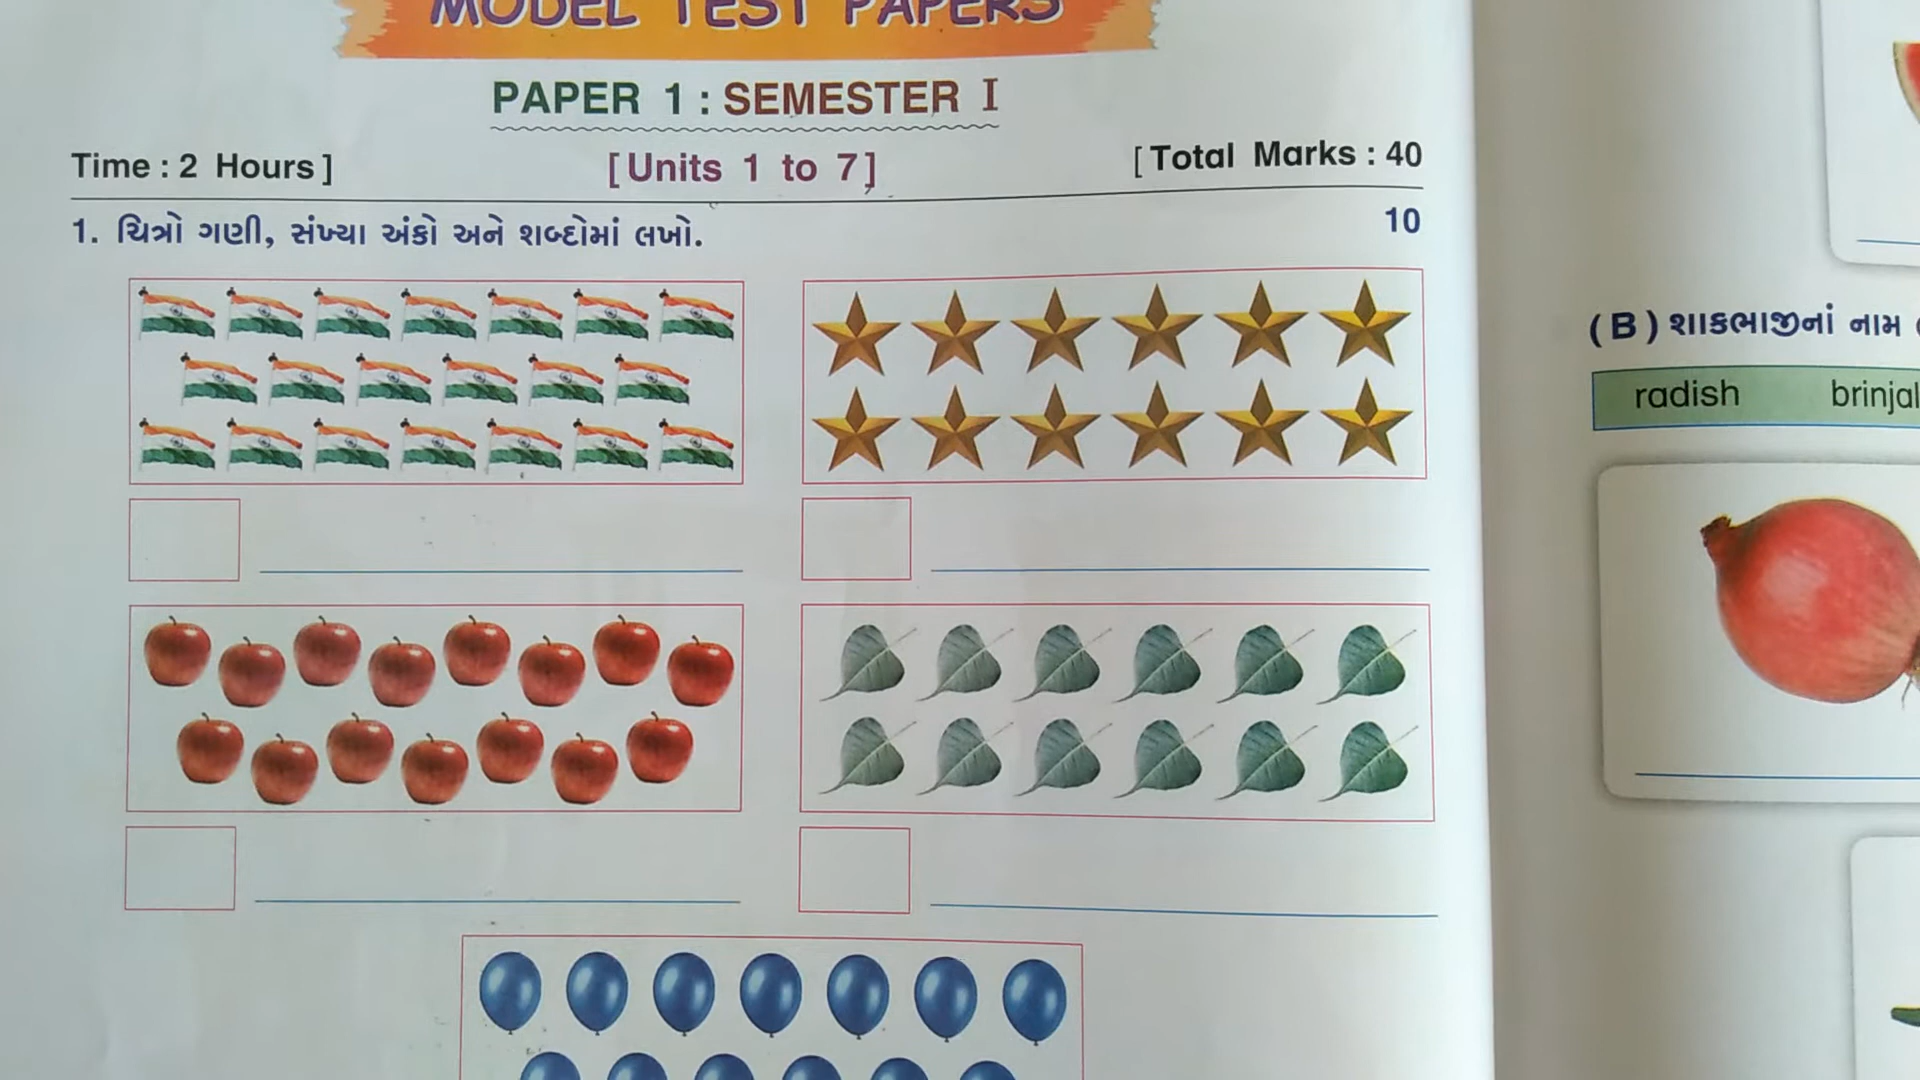 MODEL TEST PAPERS
PAPER 1 : SEMESTER I
Time : 2 Hours ]
[ Units 1 to 7 ]
[ Total Marks : 40
1. ચિત્રો ગણી, સંખ્યા અંકો અને શબ્દોમાં લખો.
10
( B ) શાકભાજીનાં નામ
radish
brinjal